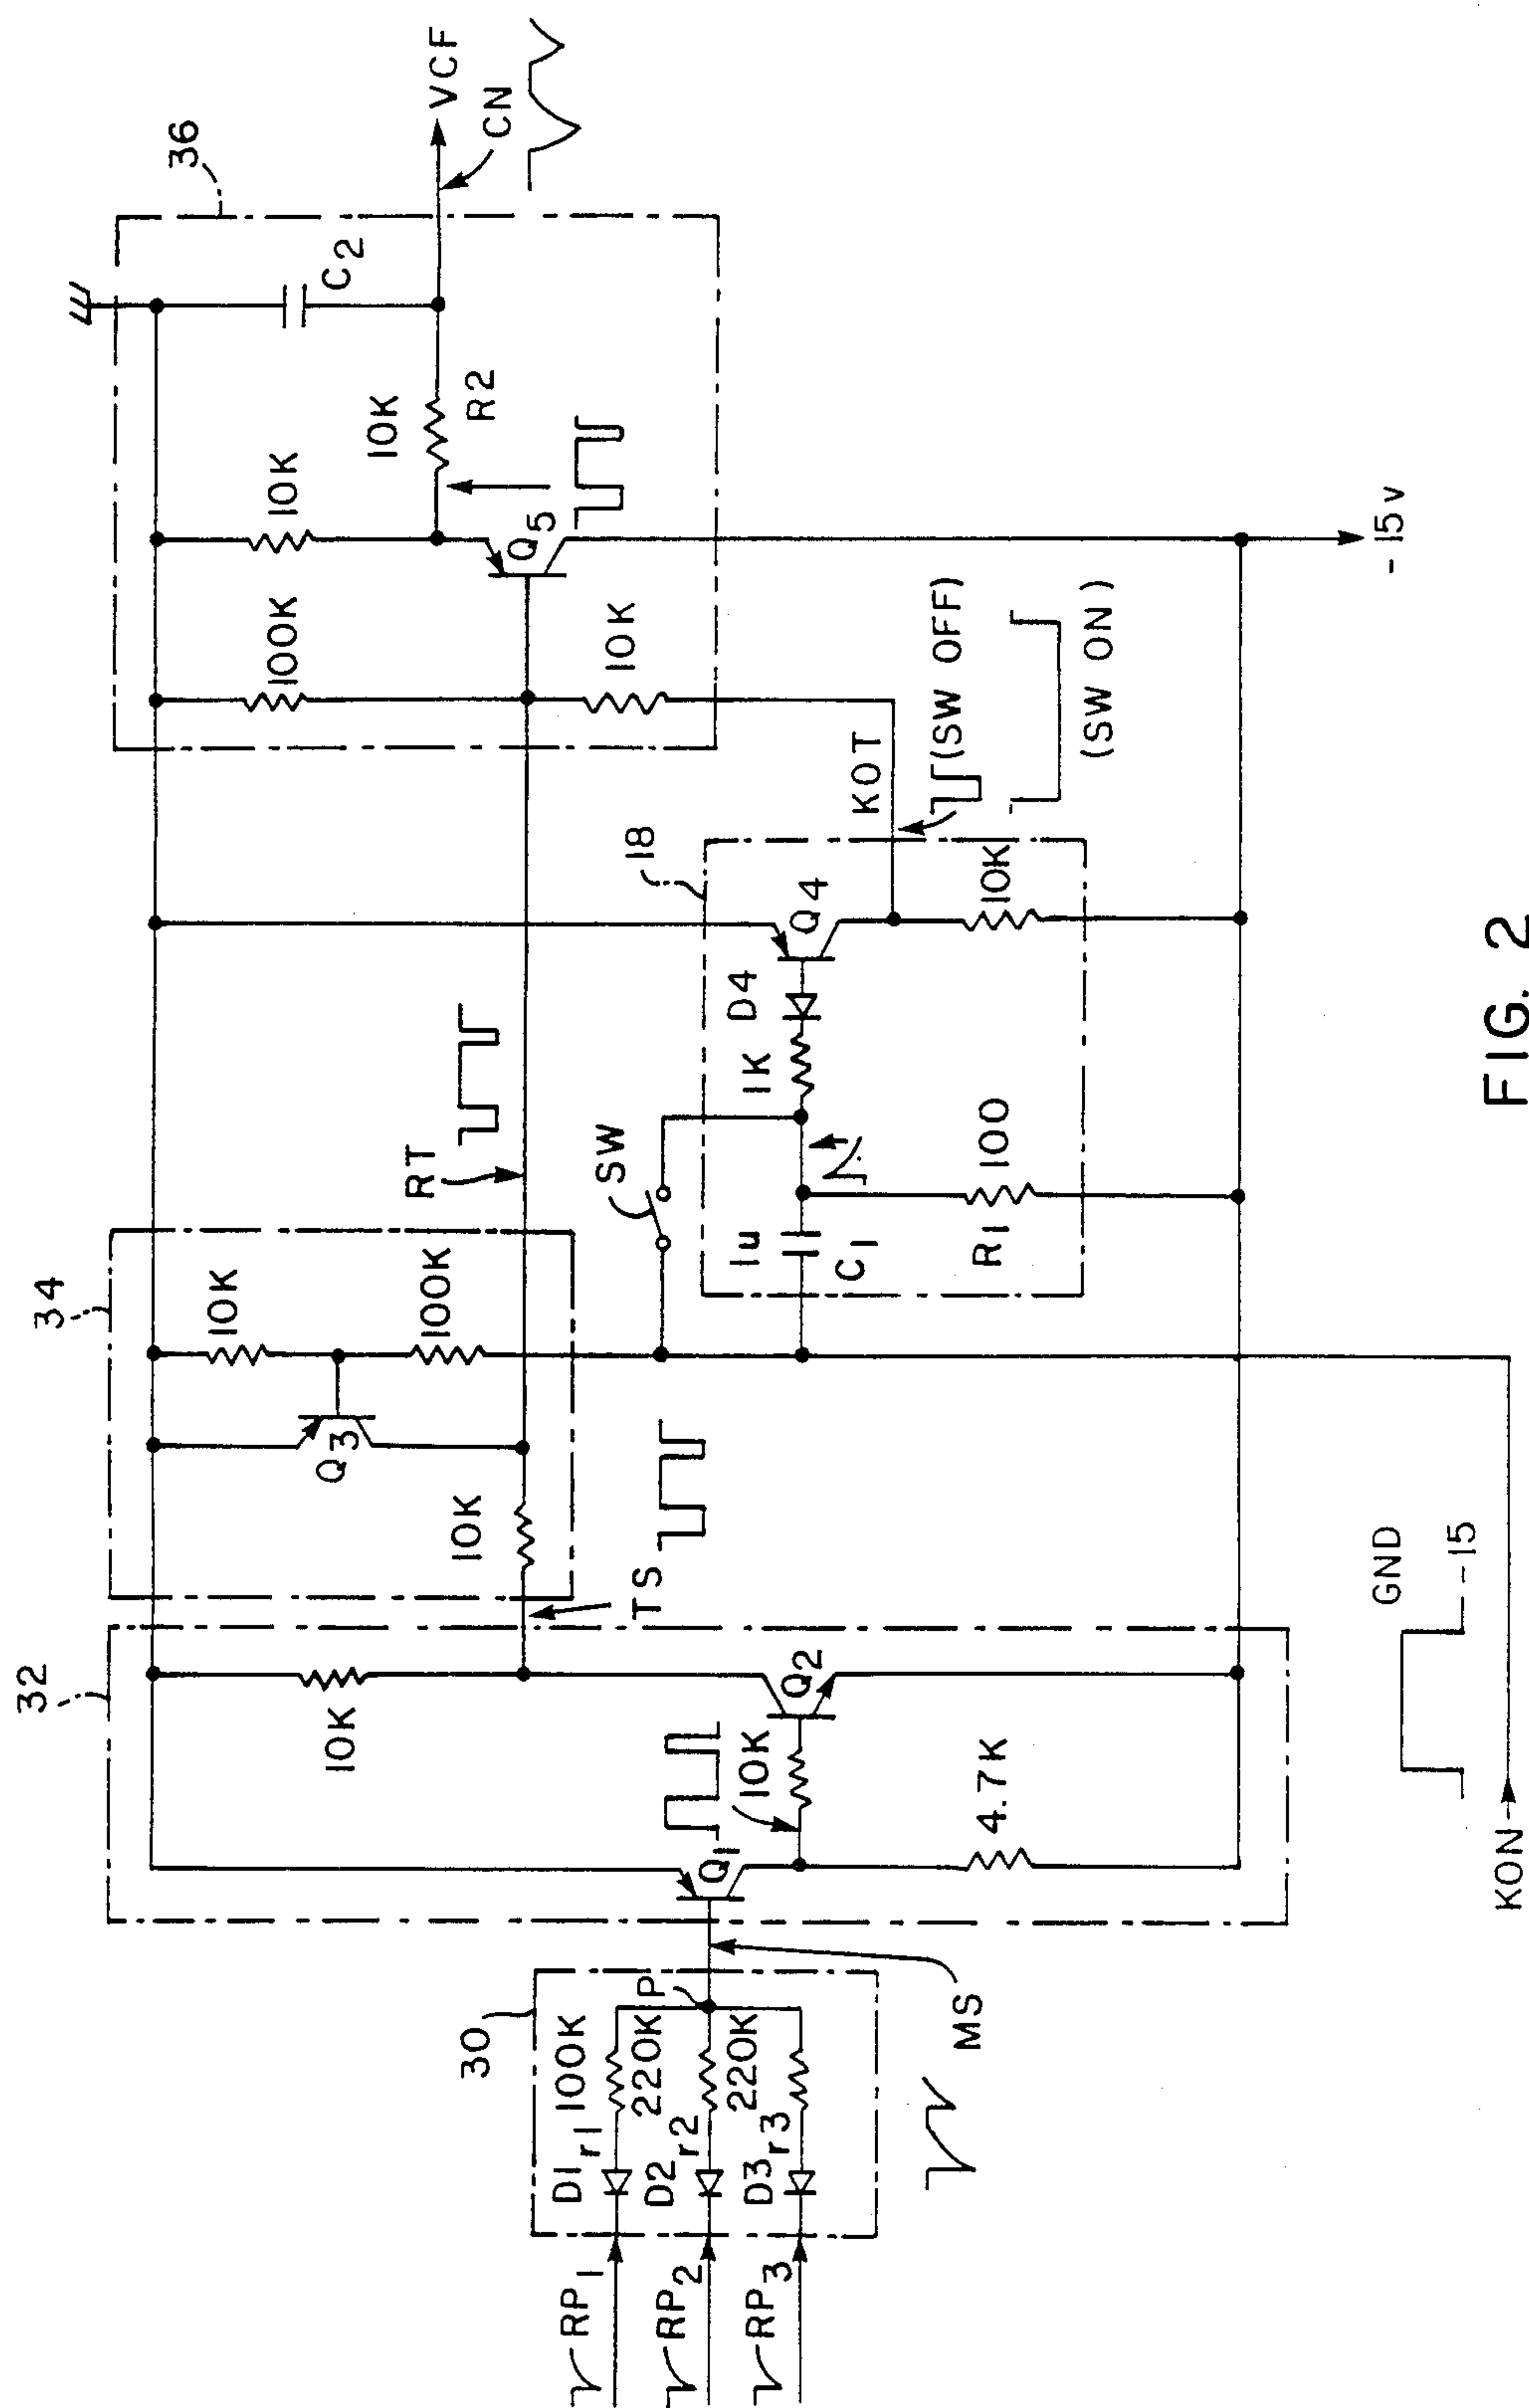 36
VCF
CN
C2
10K
R2
10K
Q5
100K
10K
-15v
KOT
(SW OFF)
(SW ON)
18
Q4
10K
D4
1K
SW
1u
C1
R1
100
RT
34
10K
100K
Q3
10K
TS
32
10K
Q2
10K
Q1
4.7K
GND
-15
KON
30
P
MS
100K
220K
220K
D1
r1
D2
r2
D3
r3
RP1
RP2
RP3
FIG. 2